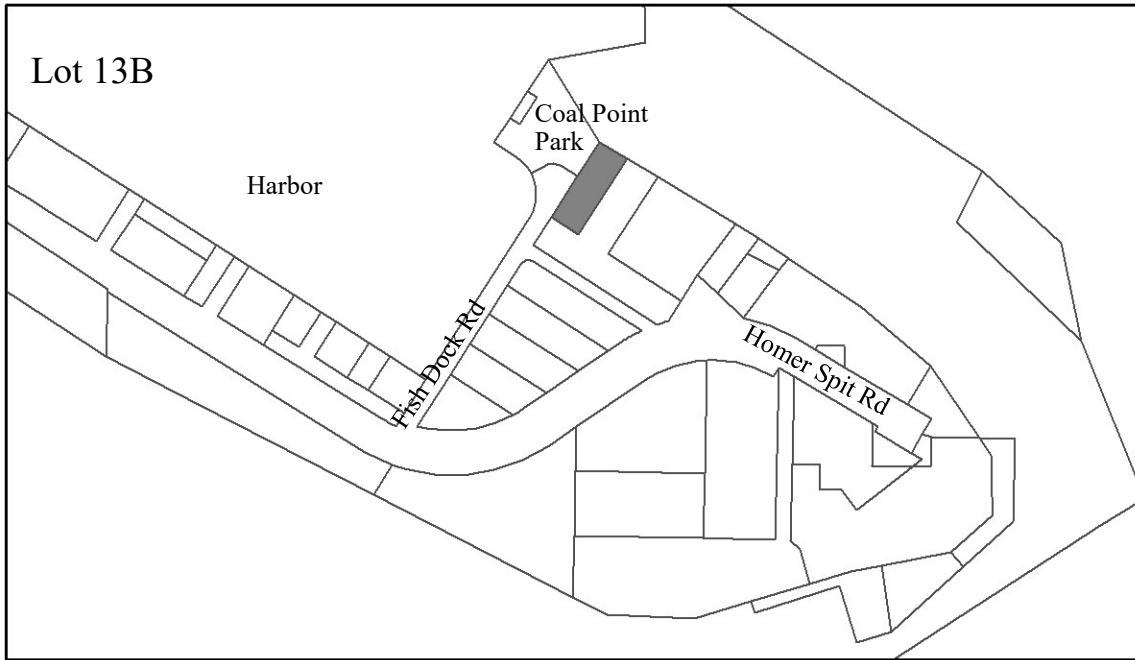 Lot 13B
Coal Point
Park
Harbor
Fish Dock Rd
Homer Spit Rd